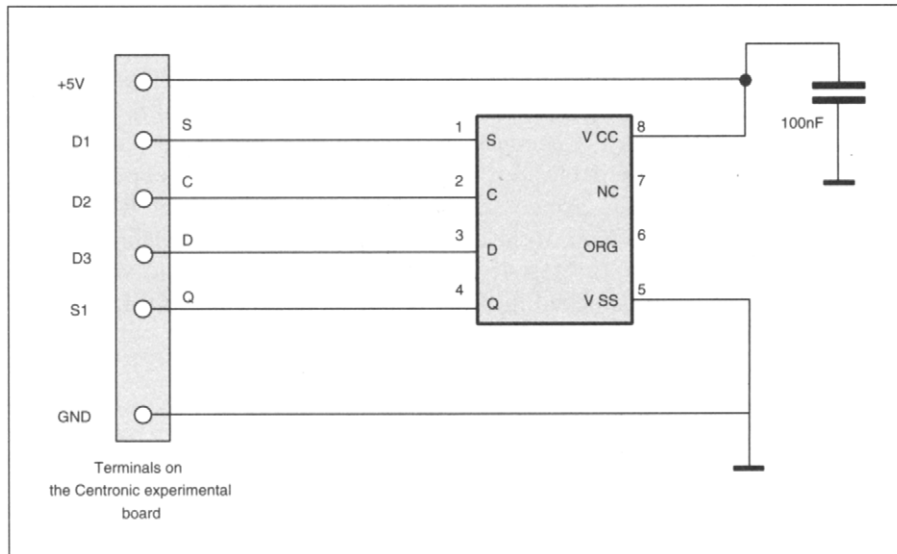 +5V
D1 S 1 S V CC 8
100nF
D2 C 2 C NC 7
D3 D 3 D ORG 6
S1 Q 4 Q V SS 5
GND
Terminals on
the Centronic experimental
board